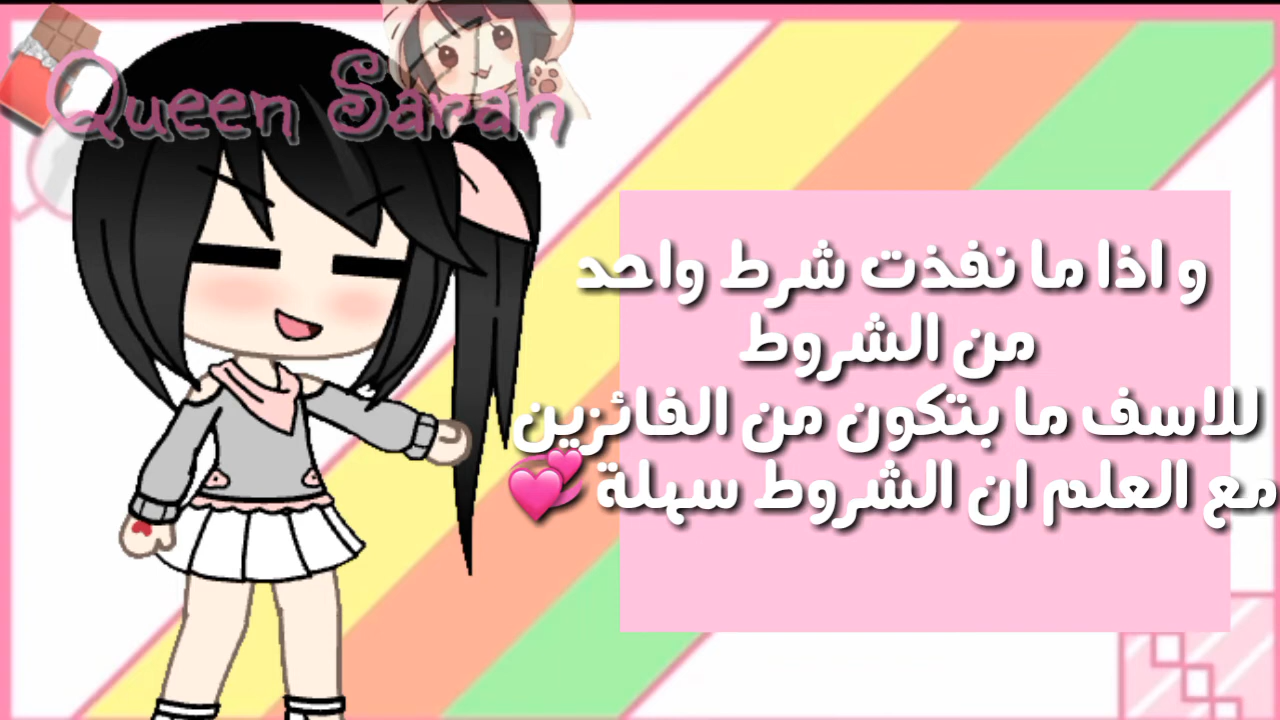 Queen Sarah
و اذا ما نفذت شرط واحد
من الشروط
للاسف ما بتكون من الفائزين
مع العلم ان الشروط سهلة 💞